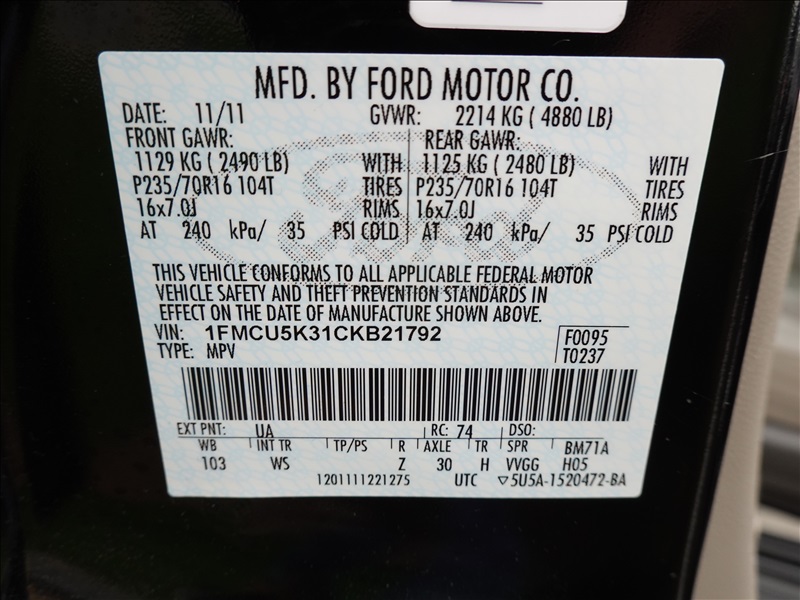 MFD. BY FORD MOTOR CO.
DATE: 11/11 GVWR: 2214 KG ( 4880 LB)
FRONT GAWR: REAR GAWR:
1129 KG ( 2490 LB) WITH 1125 KG ( 2480 LB) WITH
P235/70R16 104T TIRES P235/70R16 104T TIRES
16x7.0J RIMS 16x7.0J RIMS
AT 240 kPa/ 35 PSI COLD AT 240 kPa/ 35 PSI COLD
Ford
THIS VEHICLE CONFORMS TO ALL APPLICABLE FEDERAL MOTOR
VEHICLE SAFETY AND THEFT PREVENTION STANDARDS IN
EFFECT ON THE DATE OF MANUFACTURE SHOWN ABOVE.
VIN: 1FMCU5K31CKB21792 F0095
TYPE: MPV T0237
EXT PNT: UA RC: 74 DSO:
WB INT TR TP/PS R AXLE TR SPR BM71A
103 WS Z 30 H VVGG H05
1201111221275 UTC ▽5U5A-1520472-BA